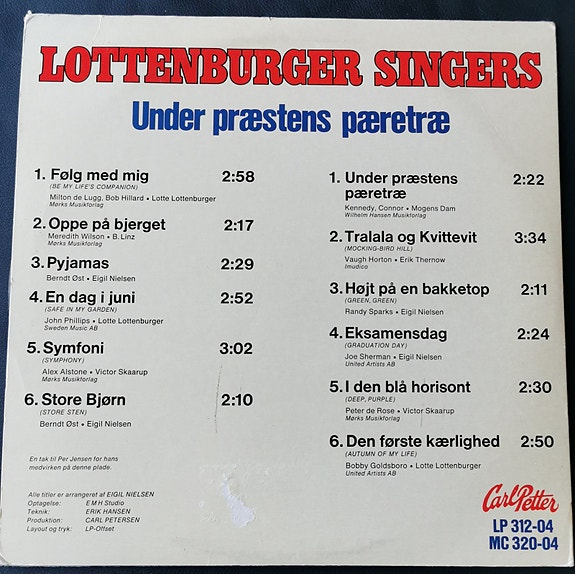 LOTTENBURGER SINGERS
Under præstens pæretræ
1. Følg med mig 2:58
(BE MY LIFE'S COMPANION)
Milton de Lugg, Bob Hillard • Lotte Lottenburger
Mørks Musikforlag
2. Oppe på bjerget 2:17
Meredith Wilson • B. Linz
Mørks Musikforlag
3. Pyjamas 2:29
Berndt Øst • Eigil Nielsen
4. En dag i juni 2:52
(SAFE IN MY GARDEN)
John Phillips • Lotte Lottenburger
Sweden Music AB
5. Symfoni 3:02
(SYMPHONY)
Alex Alstone • Victor Skaarup
Mørks Musikforlag
6. Store Bjørn 2:10
(STORE STEN)
Berndt Øst • Eigil Nielsen
En tak til Per Jensen for hans
medvirken på denne plade.
Alle titler er arrangeret af EIGIL NIELSEN
Optagelse: EMH Studio
Teknik: ERIK HANSEN
Produktion: CARL PETERSEN
Layout og tryk: LP-Offset
1. Under præstens
pæretræ 2:22
Kennedy, Connor • Mogens Dam
Wilhelm Hansen Musikforlag
2. Tralala og Kvittevit 3:34
(MOCKING-BIRD HILL)
Vaugh Horton • Erik Thernow
Imudico
3. Højt på en bakketop 2:11
(GREEN, GREEN)
Randy Sparks • Eigil Nielsen
4. Eksamensdag 2:24
(GRADUATION DAY)
Joe Sherman • Eigil Nielsen
United Artists AB
5. I den blå horisont 2:30
(DEEP, PURPLE)
Peter de Rose • Victor Skaarup
Mørks Musikforlag
6. Den første kærlighed 2:50
(AUTUMN OF MY LIFE)
Bobby Goldsboro • Lotte Lottenburger
United Artists AB
Carl Petter
LP 312-04
MC 320-04